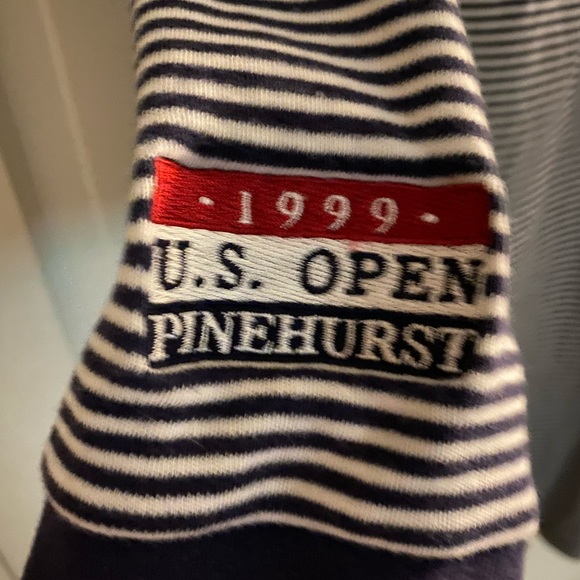 · 1999 ·
U.S. OPEN
PINEHURST